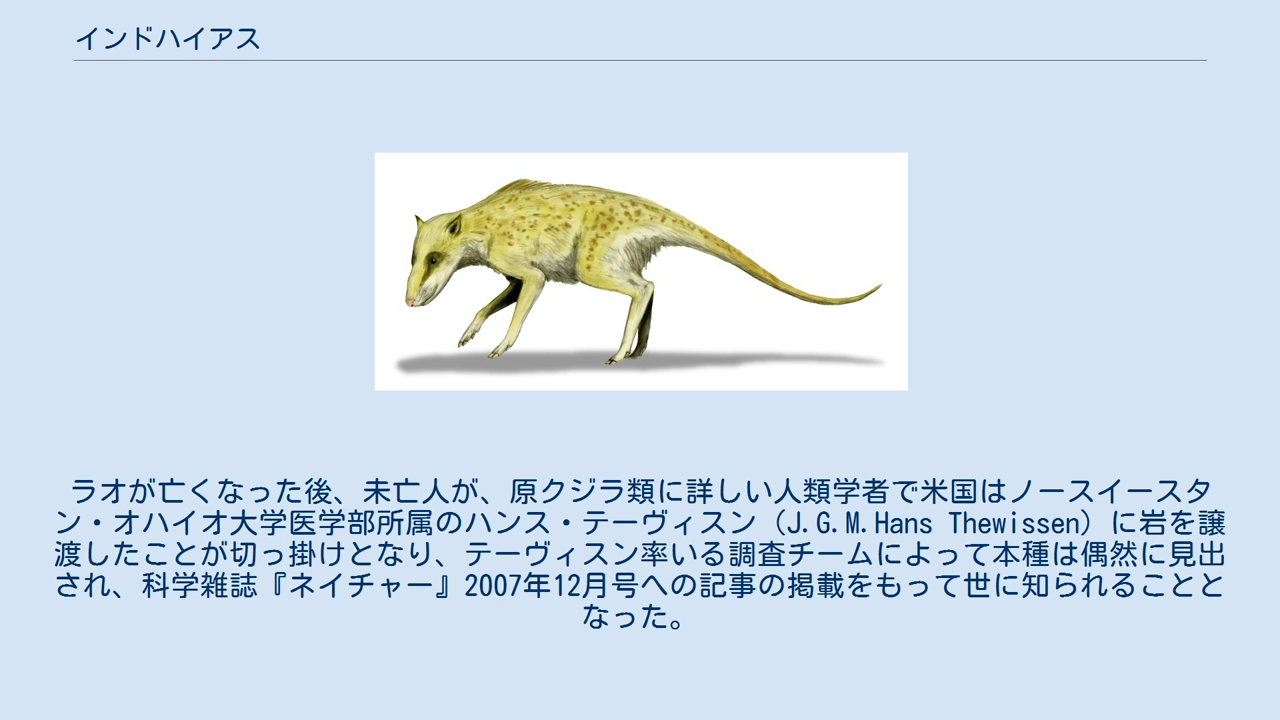 インドハイアス
ラオが亡くなった後、未亡人が、原クジラ類に詳しい人類学者で米国はノースイースタ
ン・オハイオ大学医学部所属のハンス・テーヴィスン（J.G.M.Hans Thewissen）に岩を譲
渡したことが切っ掛けとなり、テーヴィスン率いる調査チームによって本種は偶然に見出
され、科学雑誌『ネイチャー』2007年12月号への記事の掲載をもって世に知られることと
なった。